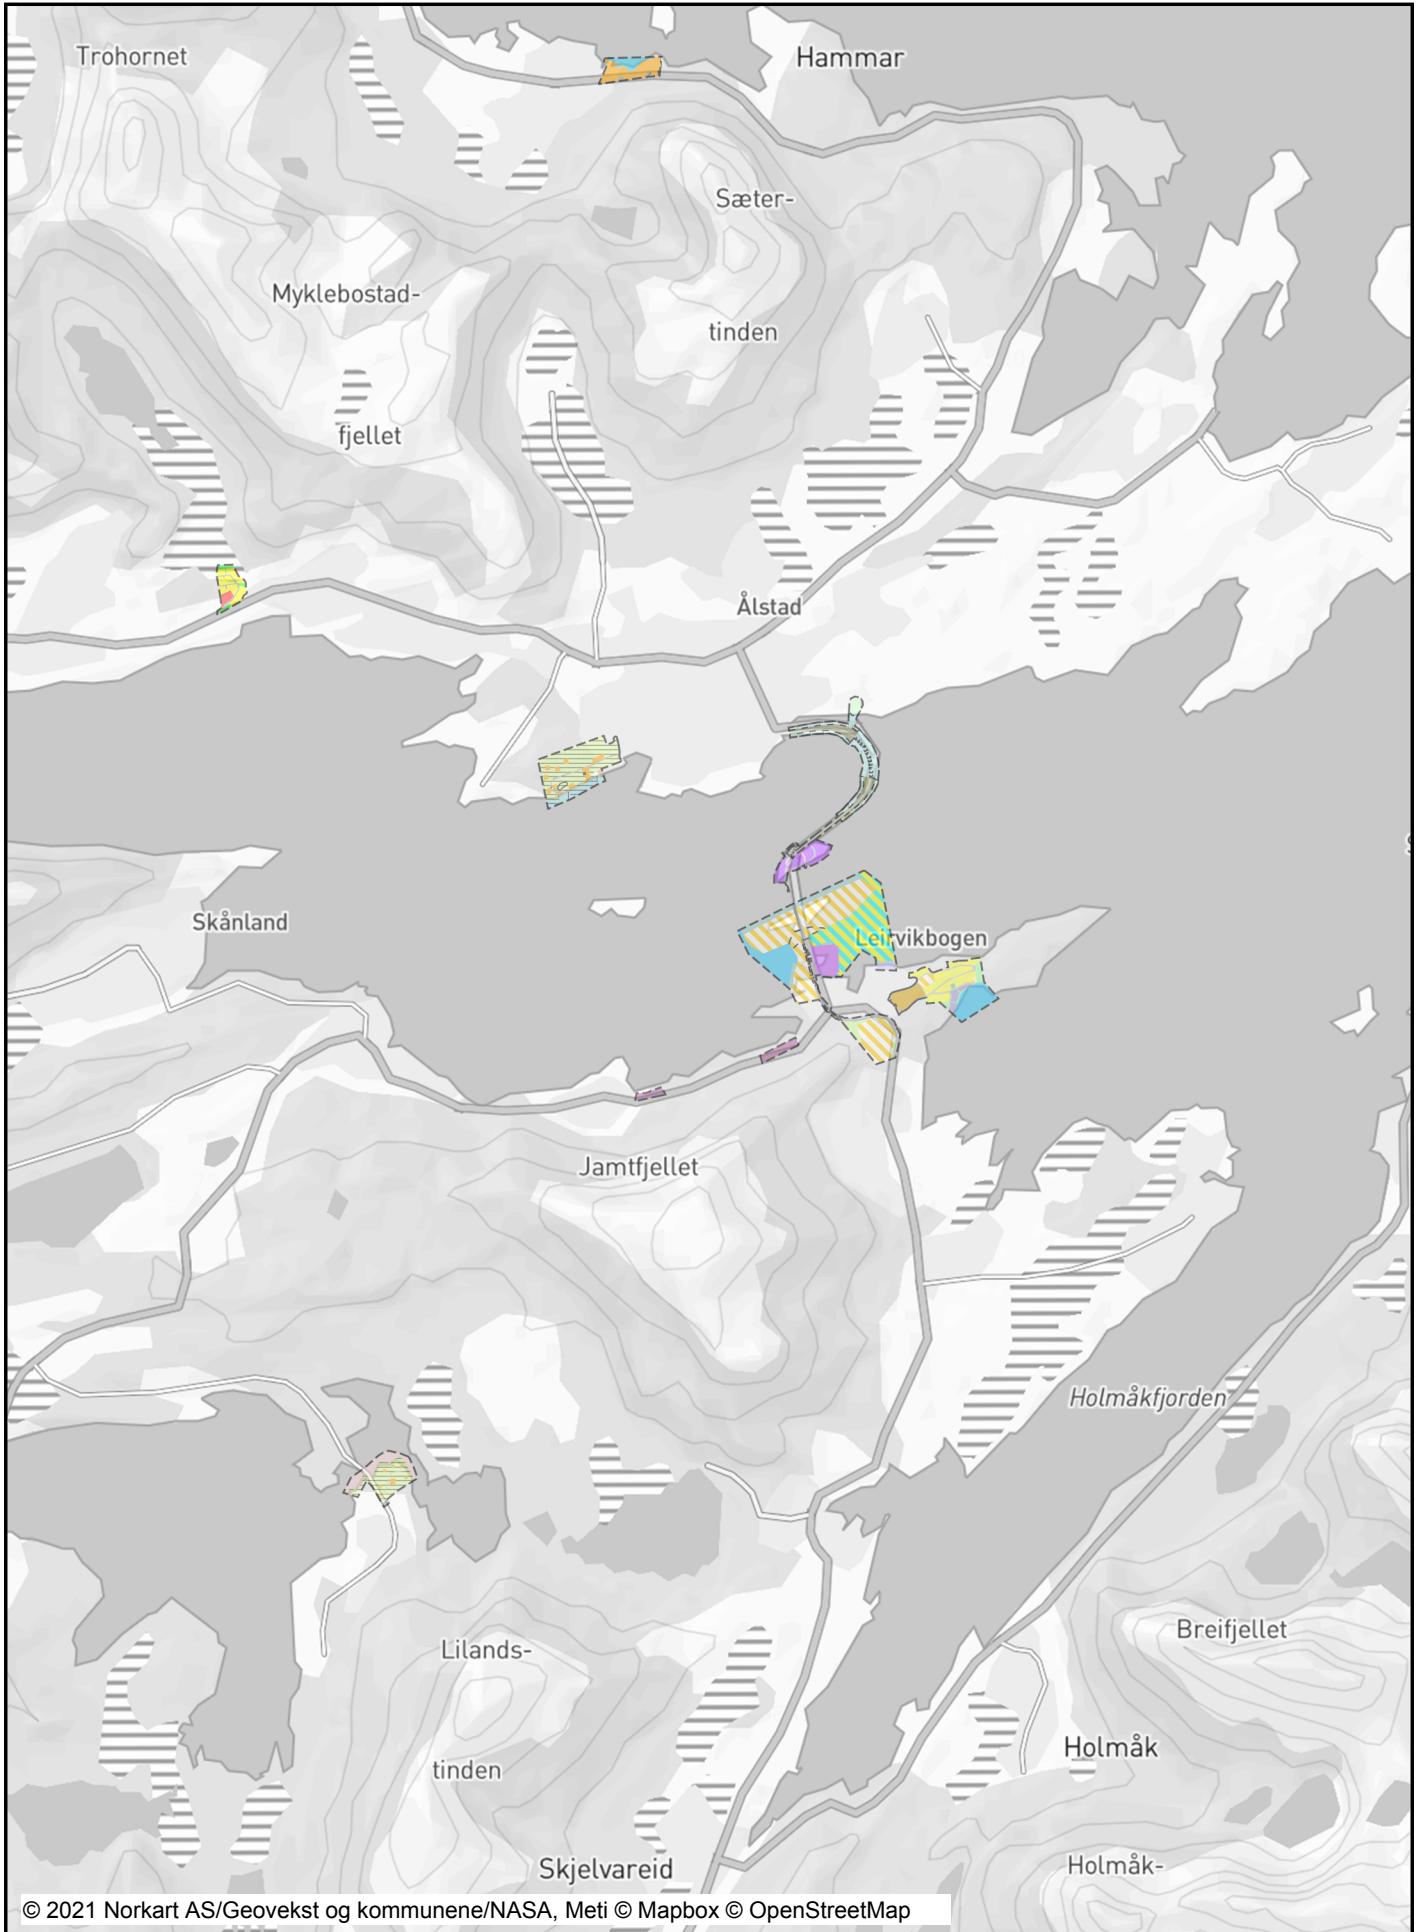 Trohornet
Hammar
Sæter-
Myklebostad-
tinden
fjellet
Ålstad
Skånland
Leirvikbogen
Jamtfjellet
Holmåkfjorden
Breifjellet
Lilands-
Holmåk
tinden
Skjelvareid
Holmåk-
© 2021 Norkart AS/Geovekst og kommunene/NASA, Meti © Mapbox © OpenStreetMap